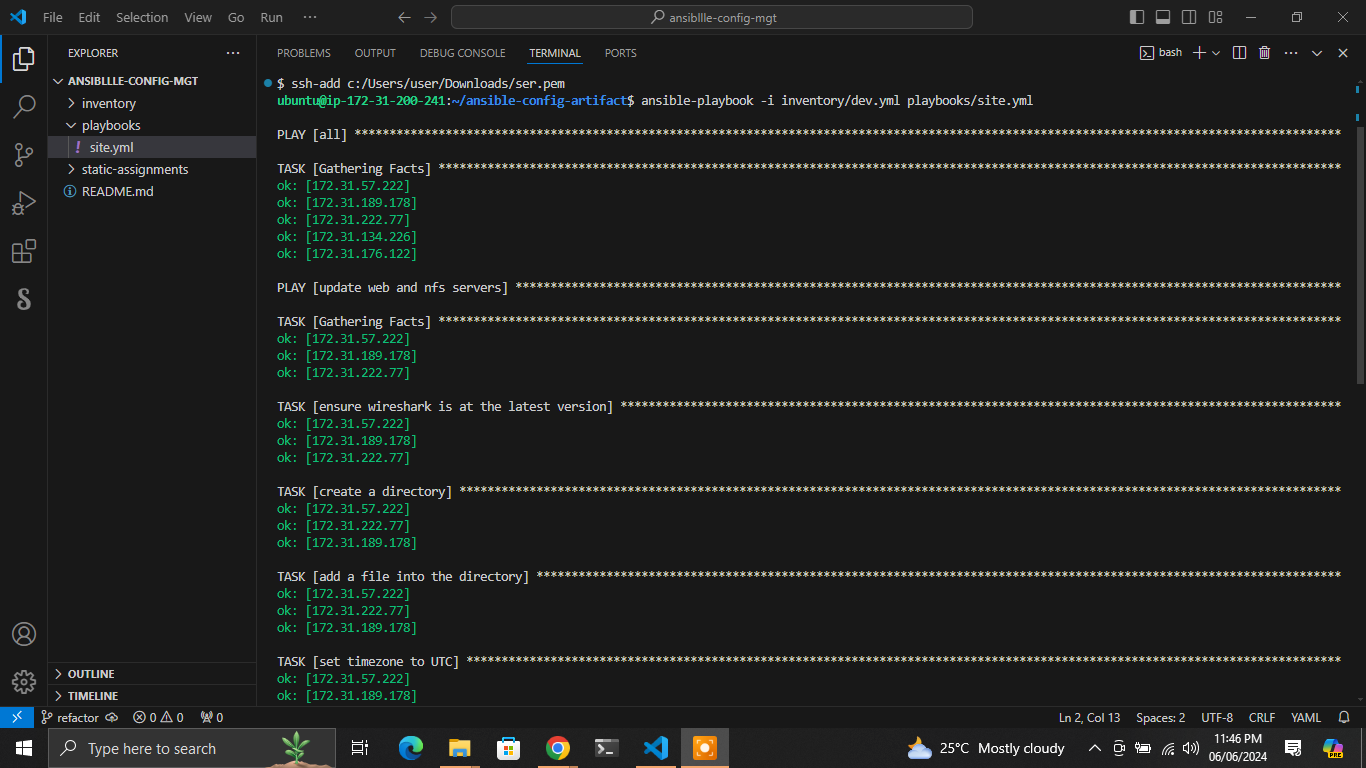 File Edit Selection View Go Run ··· ansibllle-config-mgt
EXPLORER ···
ANSIBLLLE-CONFIG-MGT
inventory
playbooks
! site.yml
static-assignments
README.md
OUTLINE
TIMELINE
PROBLEMS OUTPUT DEBUG CONSOLE TERMINAL PORTS bash
$ ssh-add c:/Users/user/Downloads/ser.pem
ubuntu@ip-172-31-200-241:~/ansible-config-artifact$ ansible-playbook -i inventory/dev.yml playbooks/site.yml
PLAY [all] *********************************************************************************************************************************************
TASK [Gathering Facts] *********************************************************************************************************************************
ok: [172.31.57.222]
ok: [172.31.189.178]
ok: [172.31.222.77]
ok: [172.31.134.226]
ok: [172.31.176.122]
PLAY [update web and nfs servers] **********************************************************************************************************************
TASK [Gathering Facts] *********************************************************************************************************************************
ok: [172.31.57.222]
ok: [172.31.189.178]
ok: [172.31.222.77]
TASK [ensure wireshark is at the latest version] *******************************************************************************************************
ok: [172.31.57.222]
ok: [172.31.189.178]
ok: [172.31.222.77]
TASK [create a directory] ******************************************************************************************************************************
ok: [172.31.57.222]
ok: [172.31.222.77]
ok: [172.31.189.178]
TASK [add a file into the directory] *******************************************************************************************************************
ok: [172.31.57.222]
ok: [172.31.222.77]
ok: [172.31.189.178]
TASK [set timezone to UTC] *****************************************************************************************************************************
ok: [172.31.57.222]
ok: [172.31.189.178]
refactor 0 0 0 Ln 2, Col 13 Spaces: 2 UTF-8 CRLF YAML
Type here to search 25°C Mostly cloudy 11:46 PM
06/06/2024
PRE